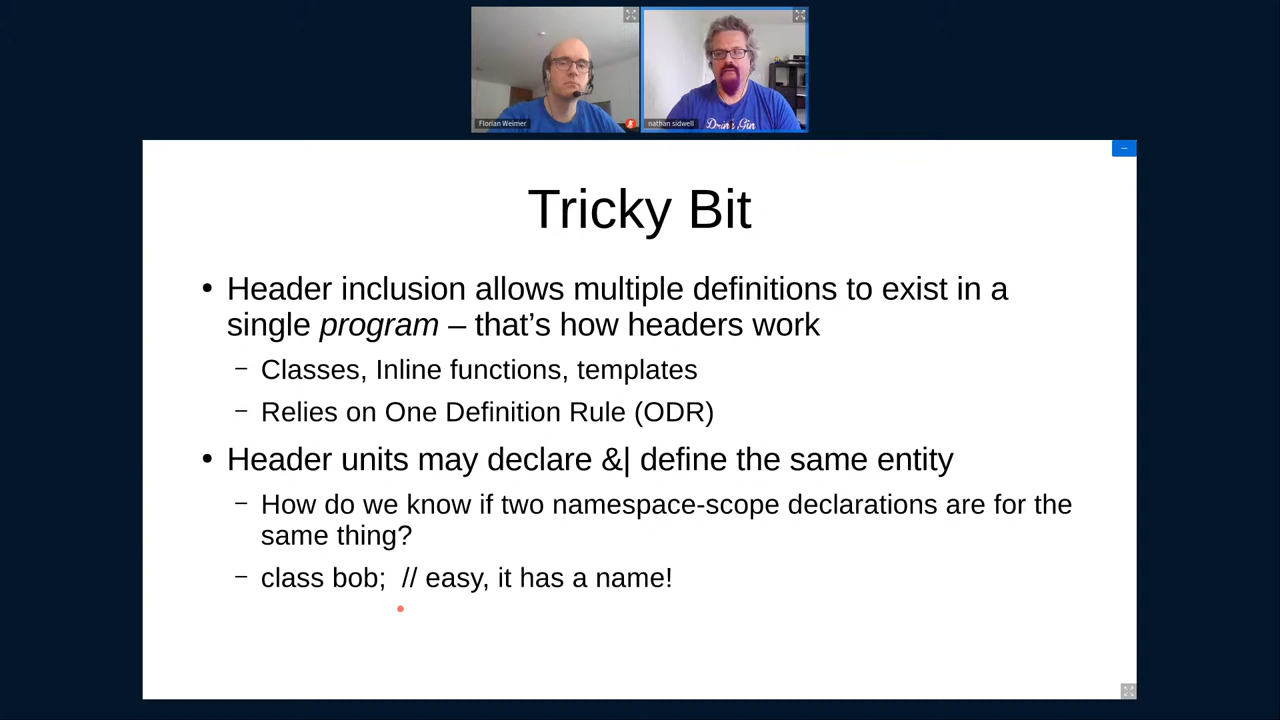 Florian Weimer
nathan sidwell
Drink Gin
Tricky Bit
• Header inclusion allows multiple definitions to exist in a
single program – that’s how headers work
– Classes, Inline functions, templates
– Relies on One Definition Rule (ODR)
• Header units may declare &| define the same entity
– How do we know if two namespace-scope declarations are for the
same thing?
– class bob;  // easy, it has a name!